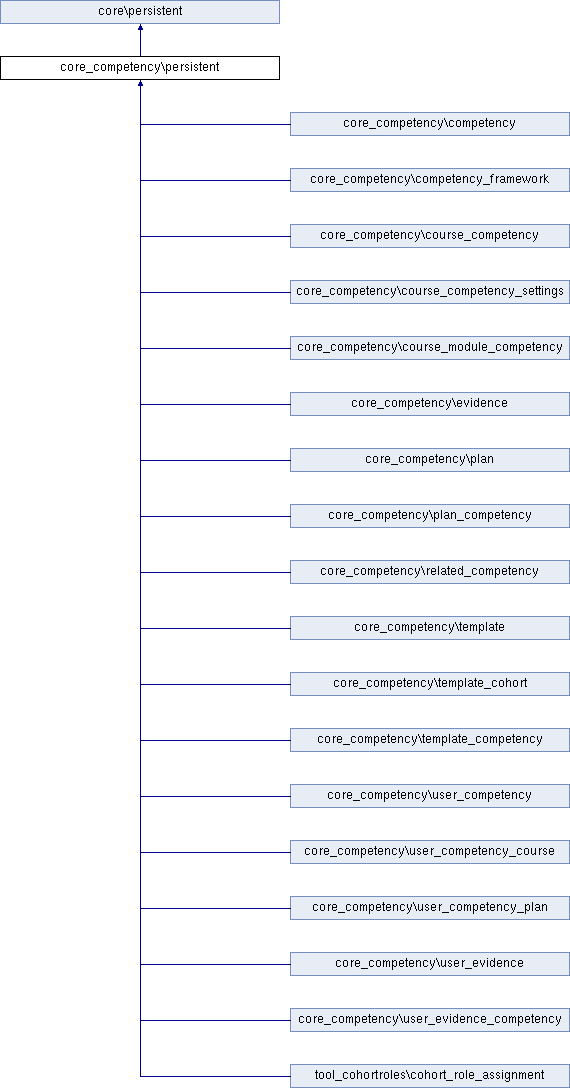 core\persistent
core_competency\persistent
core_competency\competency
core_competency\competency_framework
core_competency\course_competency
core_competency\course_competency_settings
core_competency\course_module_competency
core_competency\evidence
core_competency\plan
core_competency\plan_competency
core_competency\related_competency
core_competency\template
core_competency\template_cohort
core_competency\template_competency
core_competency\user_competency
core_competency\user_competency_course
core_competency\user_competency_plan
core_competency\user_evidence
core_competency\user_evidence_competency
tool_cohortroles\cohort_role_assignment